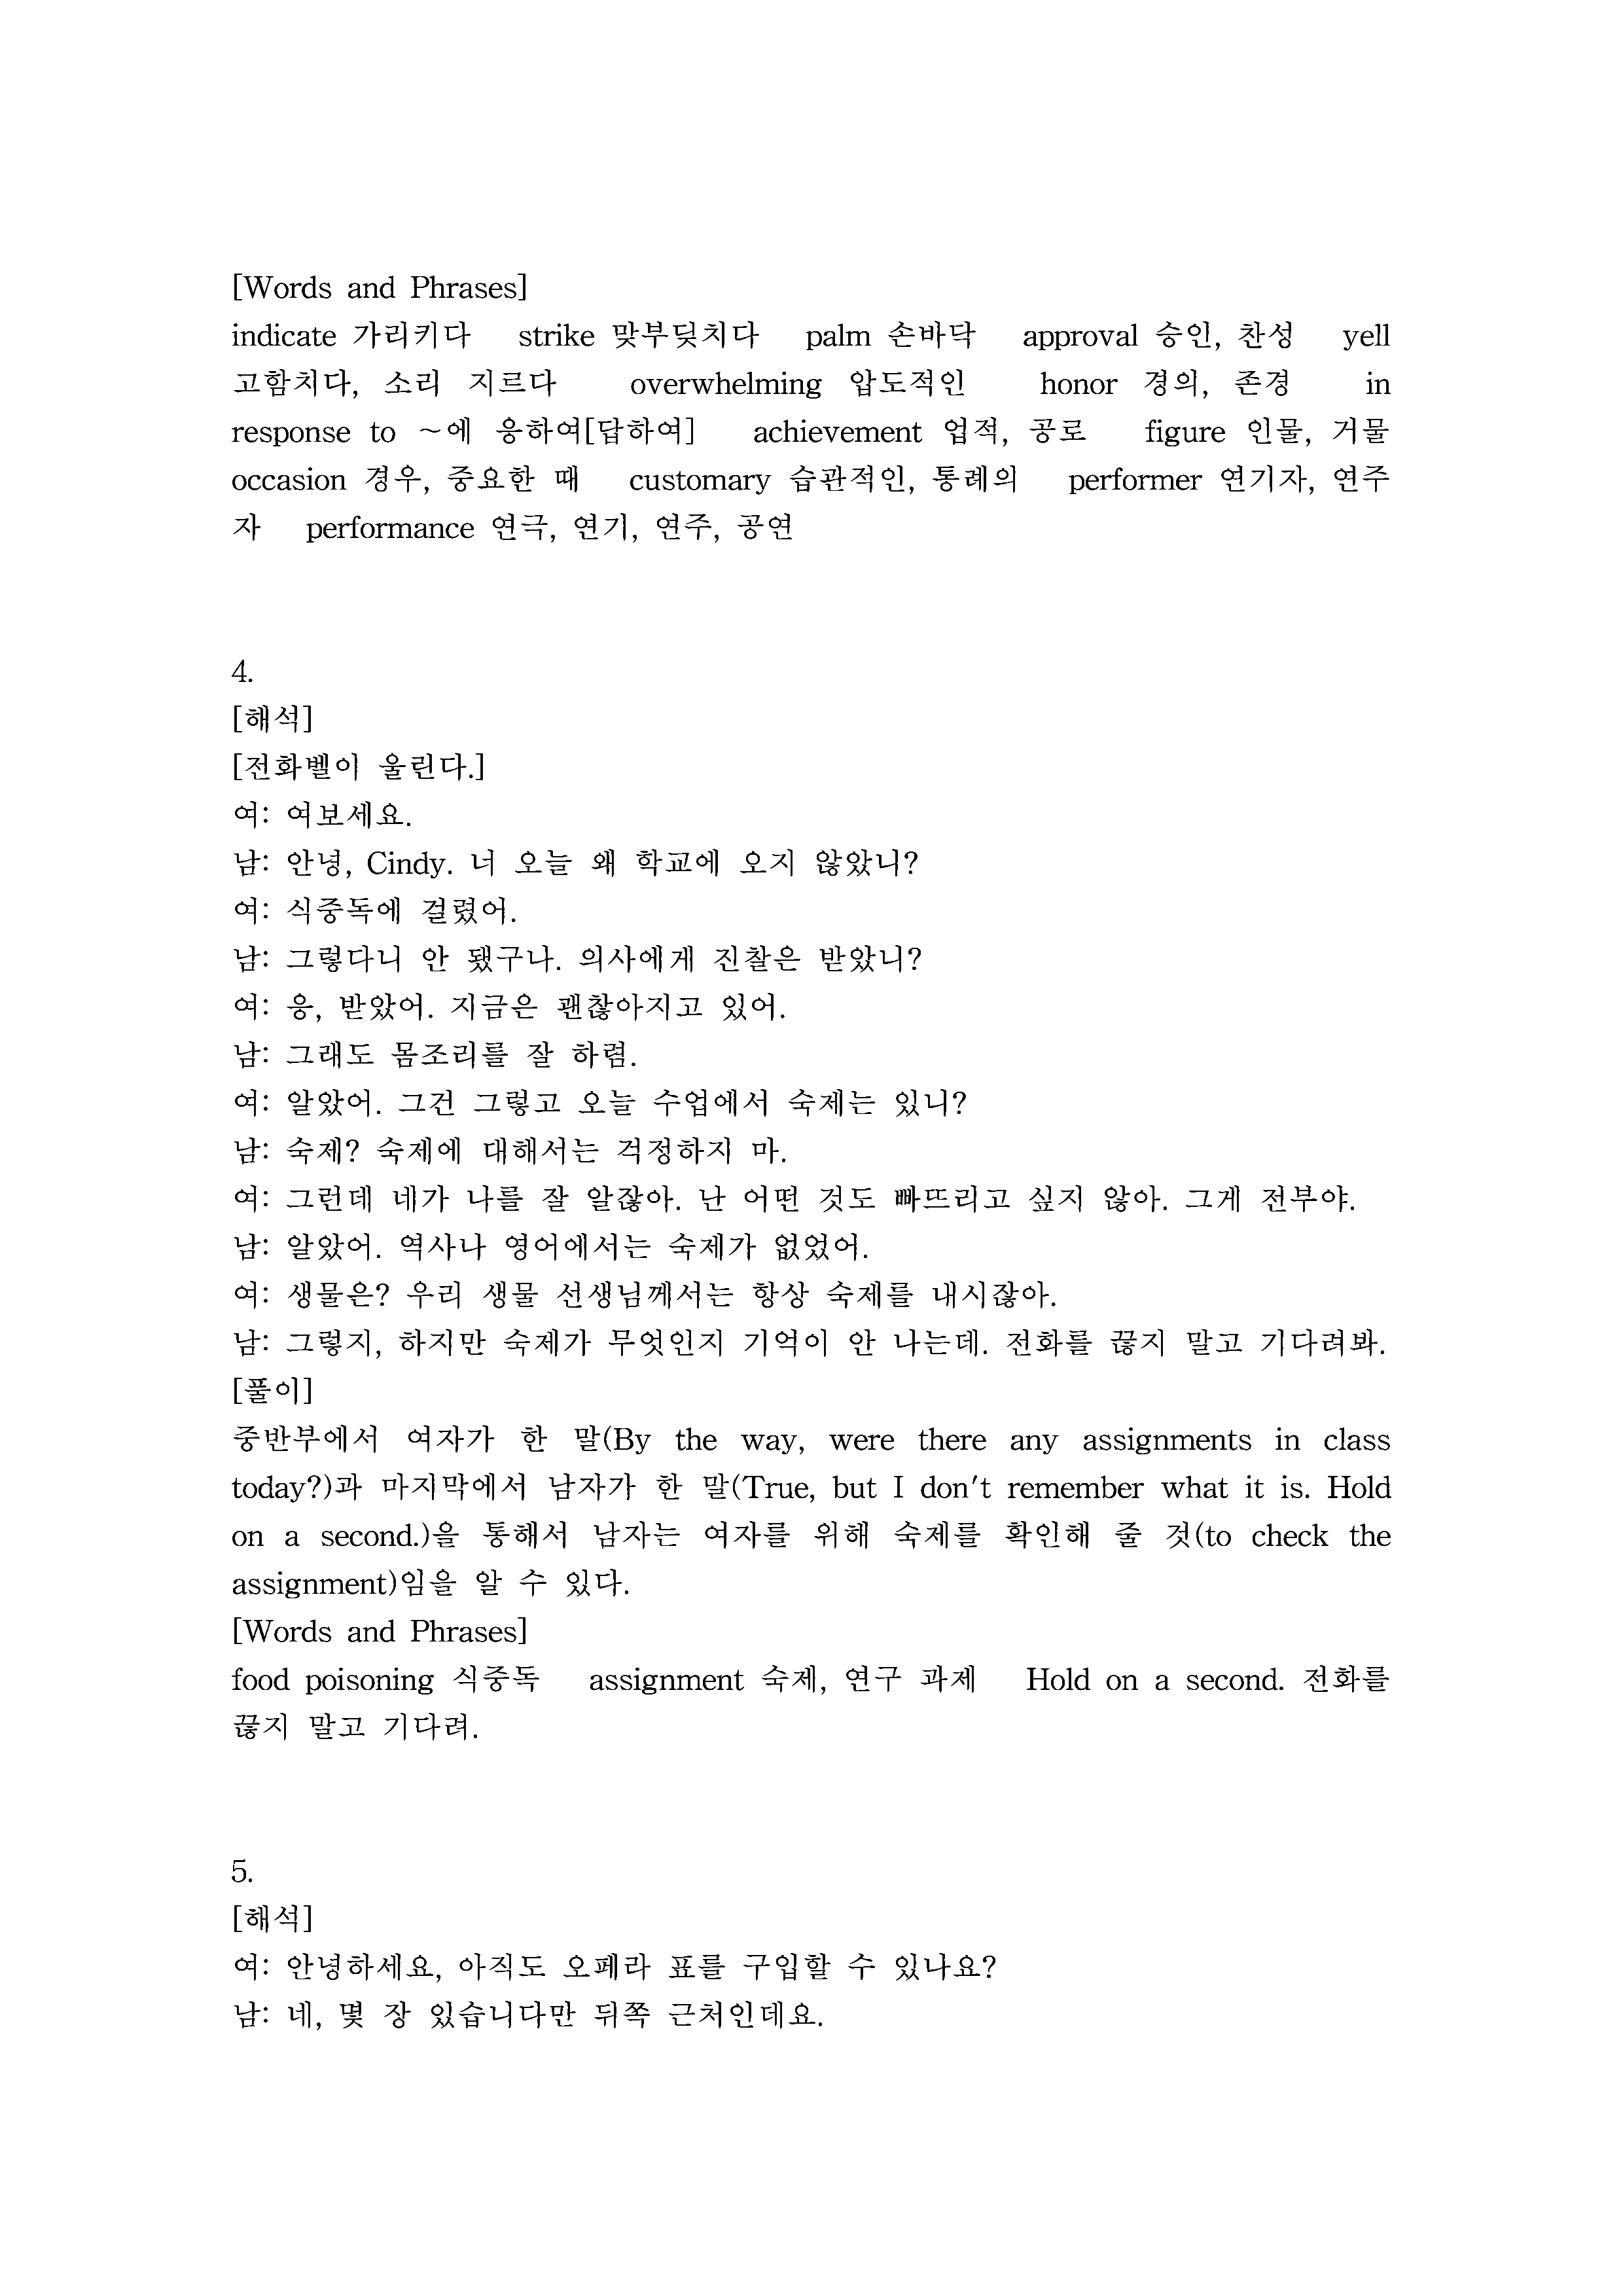 [Words and Phrases]
indicate 가리키다 strike 맞부딪치다 palm 손바닥 approval 승인, 찬성 yell
고함치다, 소리 지르다 overwhelming 압도적인 honor 경의, 존경 in
response to ~에 응하여[답하여] achievement 업적, 공로 figure 인물, 거물
occasion 경우, 중요한 때 customary 습관적인, 통례의 performer 연기자, 연주
자 performance 연극, 연기, 연주, 공연
4.
[해석]
[전화벨이 울린다.]
여: 여보세요.
남: 안녕, Cindy. 너 오늘 왜 학교에 오지 않았니?
여: 식중독에 걸렸어.
남: 그렇다니 안 됐구나. 의사에게 진찰은 받았니?
여: 응, 받았어. 지금은 괜찮아지고 있어.
남: 그래도 몸조리를 잘 하렴.
여: 알았어. 그건 그렇고 오늘 수업에서 숙제는 있니?
남: 숙제? 숙제에 대해서는 걱정하지 마.
여: 그런데 네가 나를 잘 알잖아. 난 어떤 것도 빠뜨리고 싶지 않아. 그게 전부야.
남: 알았어. 역사나 영어에서는 숙제가 없었어.
여: 생물은? 우리 생물 선생님께서는 항상 숙제를 내시잖아.
남: 그렇지, 하지만 숙제가 무엇인지 기억이 안 나는데. 전화를 끊지 말고 기다려봐.
[풀이]
중반부에서 여자가 한 말(By the way, were there any assignments in class
today?)과 마지막에서 남자가 한 말(True, but I don't remember what it is. Hold
on a second.)을 통해서 남자는 여자를 위해 숙제를 확인해 줄 것(to check the
assignment)임을 알 수 있다.
[Words and Phrases]
food poisoning 식중독 assignment 숙제, 연구 과제 Hold on a second. 전화를
끊지 말고 기다려.
5.
[해석]
여: 안녕하세요, 아직도 오페라 표를 구입할 수 있나요?
남: 네, 몇 장 있습니다만 뒤쪽 근처인데요.